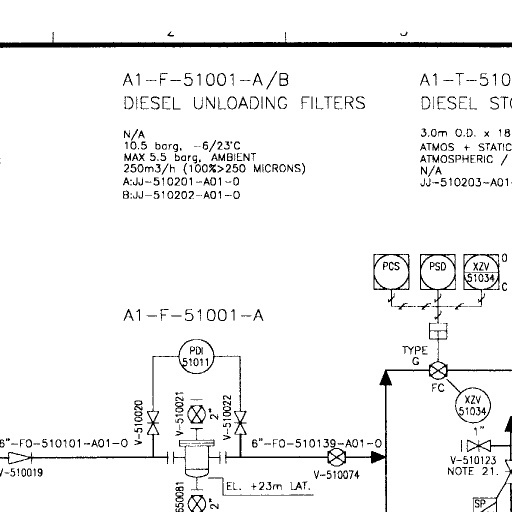 A1-F-51001-A/B
DIESEL UNLOADING FILTERS
N/A
10.5 barg, -6/23°C
MAX 5.5 barg, AMBIENT
250m3/h (100%>250 MICRONS)
A:JJ-510201-A01-0
B:JJ-510202-A01-0
A1-T-510
DIESEL STO
3.0m O.D. x 18
ATMOS + STATIC
ATMOSPHERIC /
N/A
JJ-510203-A01-
PCS
PSD
XZV
51034
O
C
A1-F-51001-A
TYPE
G
FC
PDI
51011
XZV
51034
V-510020
V-510021
2"
V-510022
1"
6"-FO-510101-A01-0
6"-FO-510139-A01-0
V-510019
V-510074
V-510123
NOTE 21.
EL. +23m LAT.
650081
2"
SP